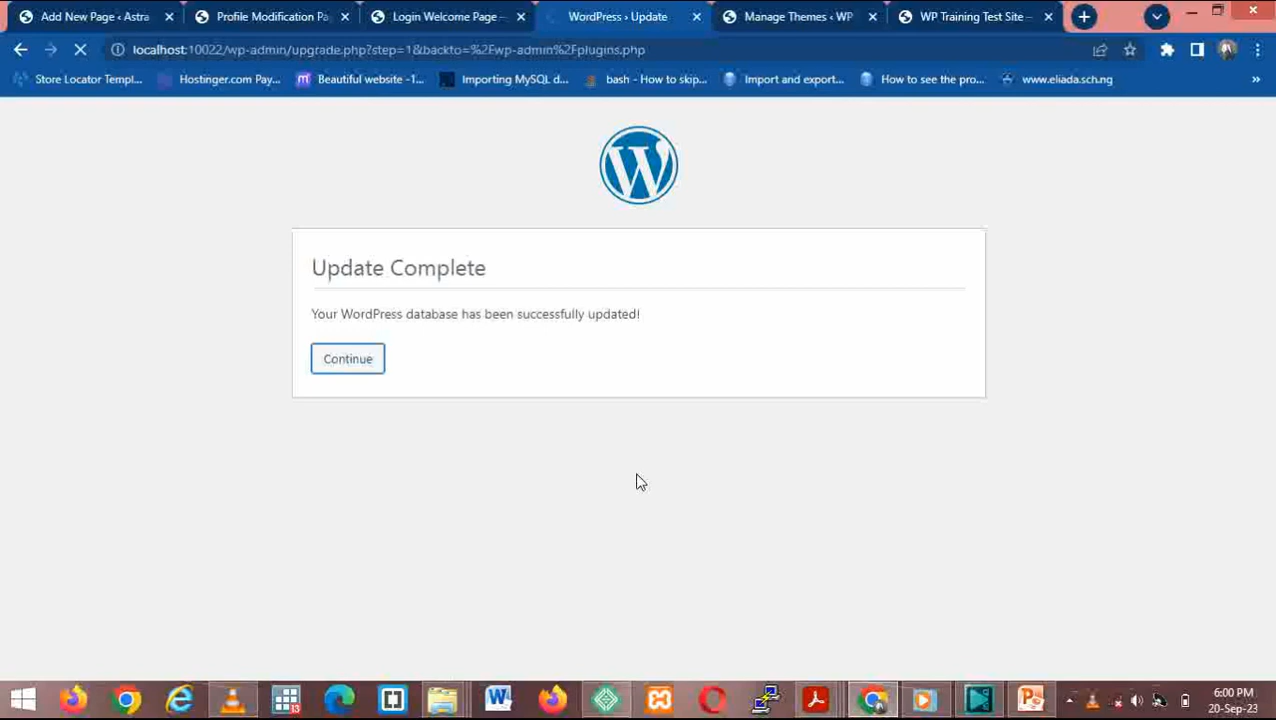 Add New Page ‹ Astra
Profile Modification Pa
Login Welcome Page –
WordPress › Update
Manage Themes ‹ WP
WP Training Test Site –
localhost:10022/wp-admin/upgrade.php?step=1&backto=%2Fwp-admin%2Fplugins.php
Store Locator Templ...
Hostinger.com Pay...
Beautiful website -1...
Importing MySQL d...
bash - How to skip...
Import and export...
How to see the pro...
www.eliada.sch.ng
Update Complete
Your WordPress database has been successfully updated!
Continue
6:00 PM
20-Sep-23